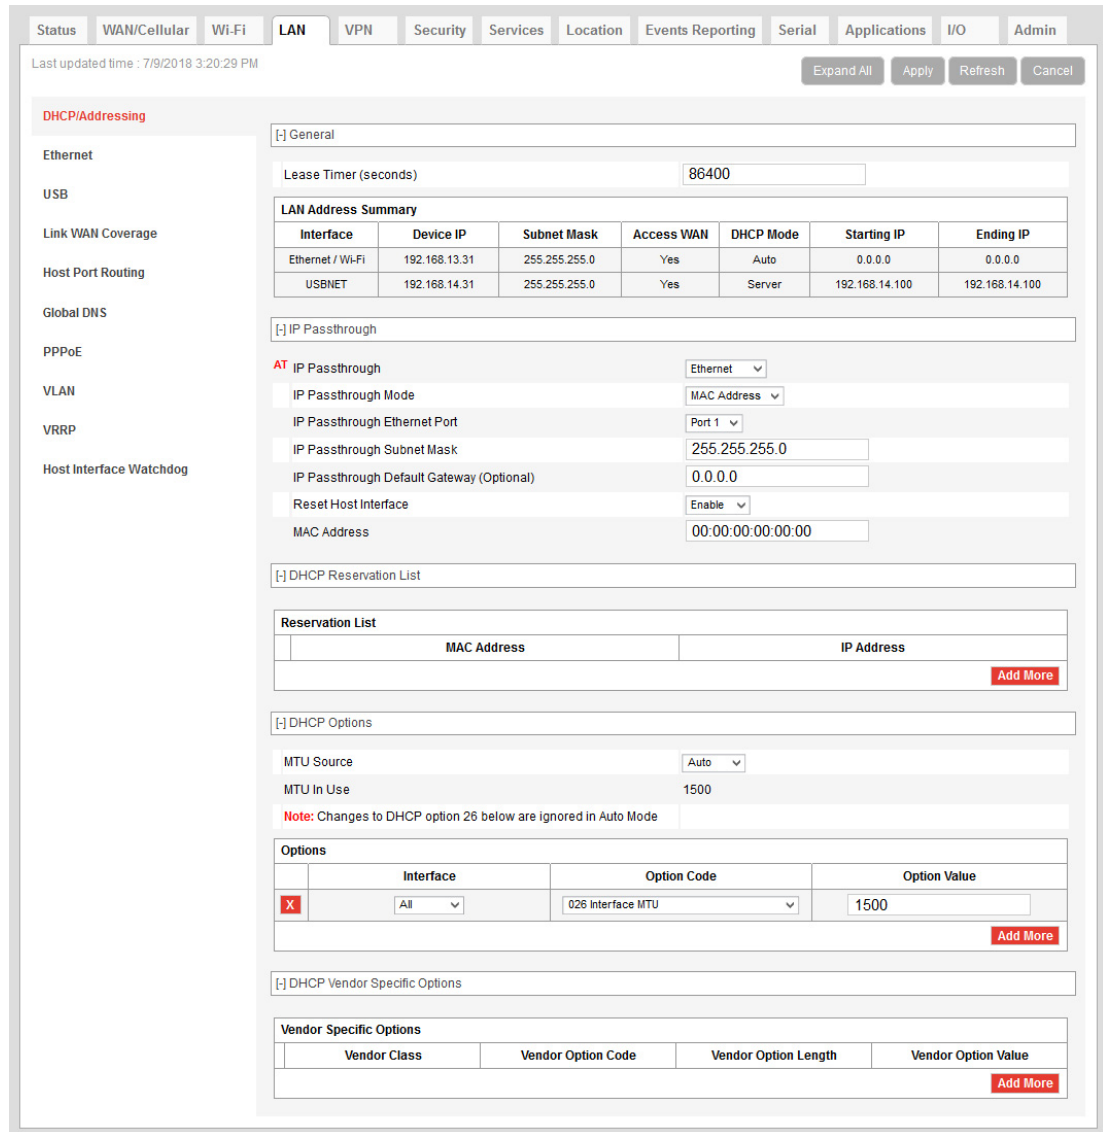 Status WAN/Cellular Wi-Fi LAN VPN Security Services Location Events Reporting Serial Applications I/O Admin
Last updated time : 7/9/2018 3:20:29 PM
Expand All Apply Refresh Cancel
DHCP/Addressing
Ethernet
USB
Link WAN Coverage
Host Port Routing
Global DNS
PPPoE
VLAN
VRRP
Host Interface Watchdog
[-] General
Lease Timer (seconds) 86400
LAN Address Summary
Interface Device IP Subnet Mask Access WAN DHCP Mode Starting IP Ending IP
Ethernet / Wi-Fi 192.168.13.31 255.255.255.0 Yes Auto 0.0.0.0 0.0.0.0
USBNET 192.168.14.31 255.255.255.0 Yes Server 192.168.14.100 192.168.14.100
[-] IP Passthrough
AT IP Passthrough Ethernet
IP Passthrough Mode MAC Address
IP Passthrough Ethernet Port Port 1
IP Passthrough Subnet Mask 255.255.255.0
IP Passthrough Default Gateway (Optional) 0.0.0.0
Reset Host Interface Enable
MAC Address 00:00:00:00:00:00
[-] DHCP Reservation List
Reservation List
MAC Address IP Address
Add More
[-] DHCP Options
MTU Source Auto
MTU In Use 1500
Note: Changes to DHCP option 26 below are ignored in Auto Mode
Options
Interface Option Code Option Value
X All 026 Interface MTU 1500
Add More
[-] DHCP Vendor Specific Options
Vendor Specific Options
Vendor Class Vendor Option Code Vendor Option Length Vendor Option Value
Add More